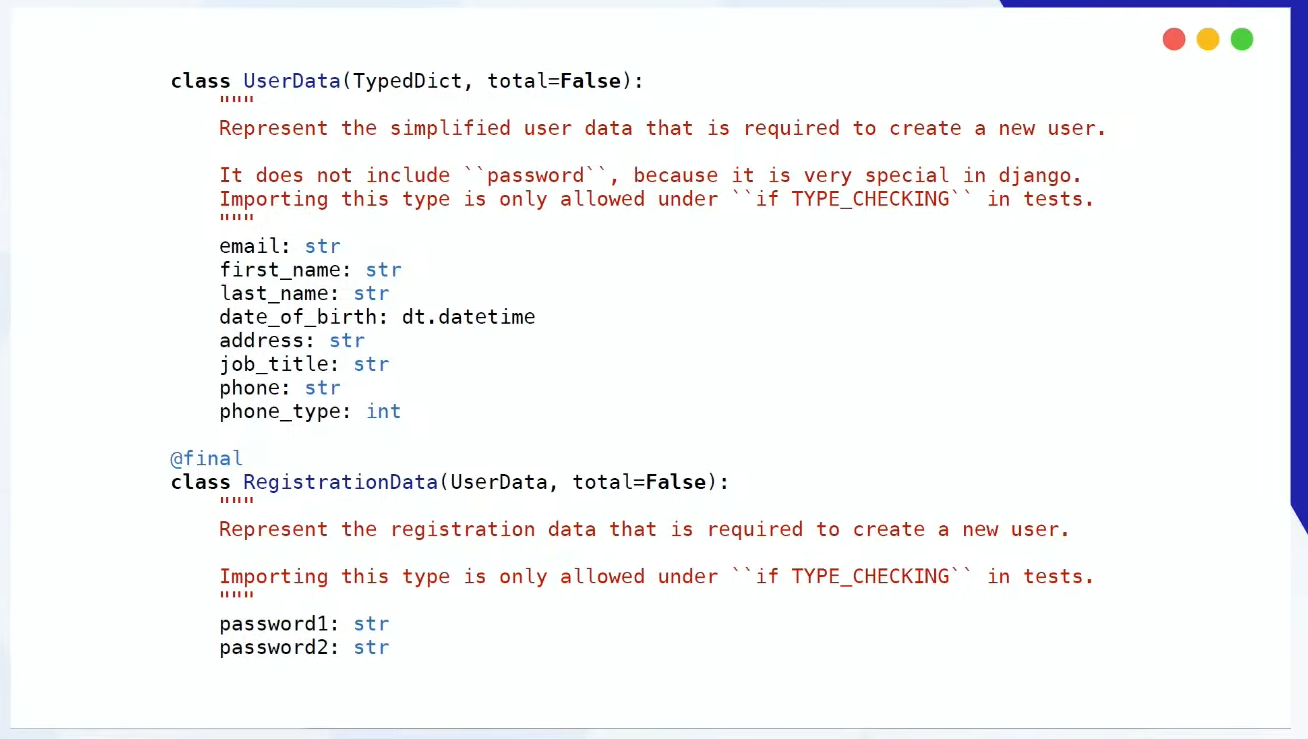 class UserData(TypedDict, total=False):
    """
    Represent the simplified user data that is required to create a new user.

    It does not include ``password``, because it is very special in django.
    Importing this type is only allowed under ``if TYPE_CHECKING`` in tests.
    """
    email: str
    first_name: str
    last_name: str
    date_of_birth: dt.datetime
    address: str
    job_title: str
    phone: str
    phone_type: int

@final
class RegistrationData(UserData, total=False):
    """
    Represent the registration data that is required to create a new user.

    Importing this type is only allowed under ``if TYPE_CHECKING`` in tests.
    """
    password1: str
    password2: str